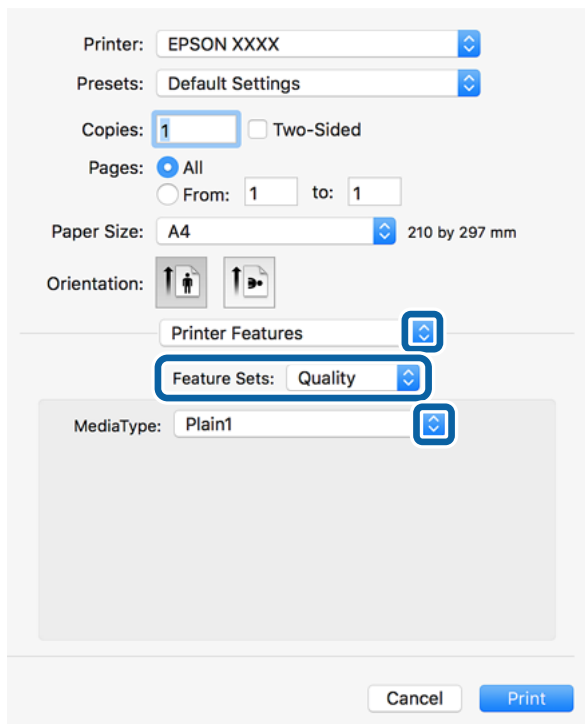 Printer: EPSON XXXX
Presets: Default Settings
Copies: 1 Two-Sided
Pages: All
From: 1 to: 1
Paper Size: A4 210 by 297 mm
Orientation:
Printer Features
Feature Sets: Quality
MediaType: Plain1
Cancel Print